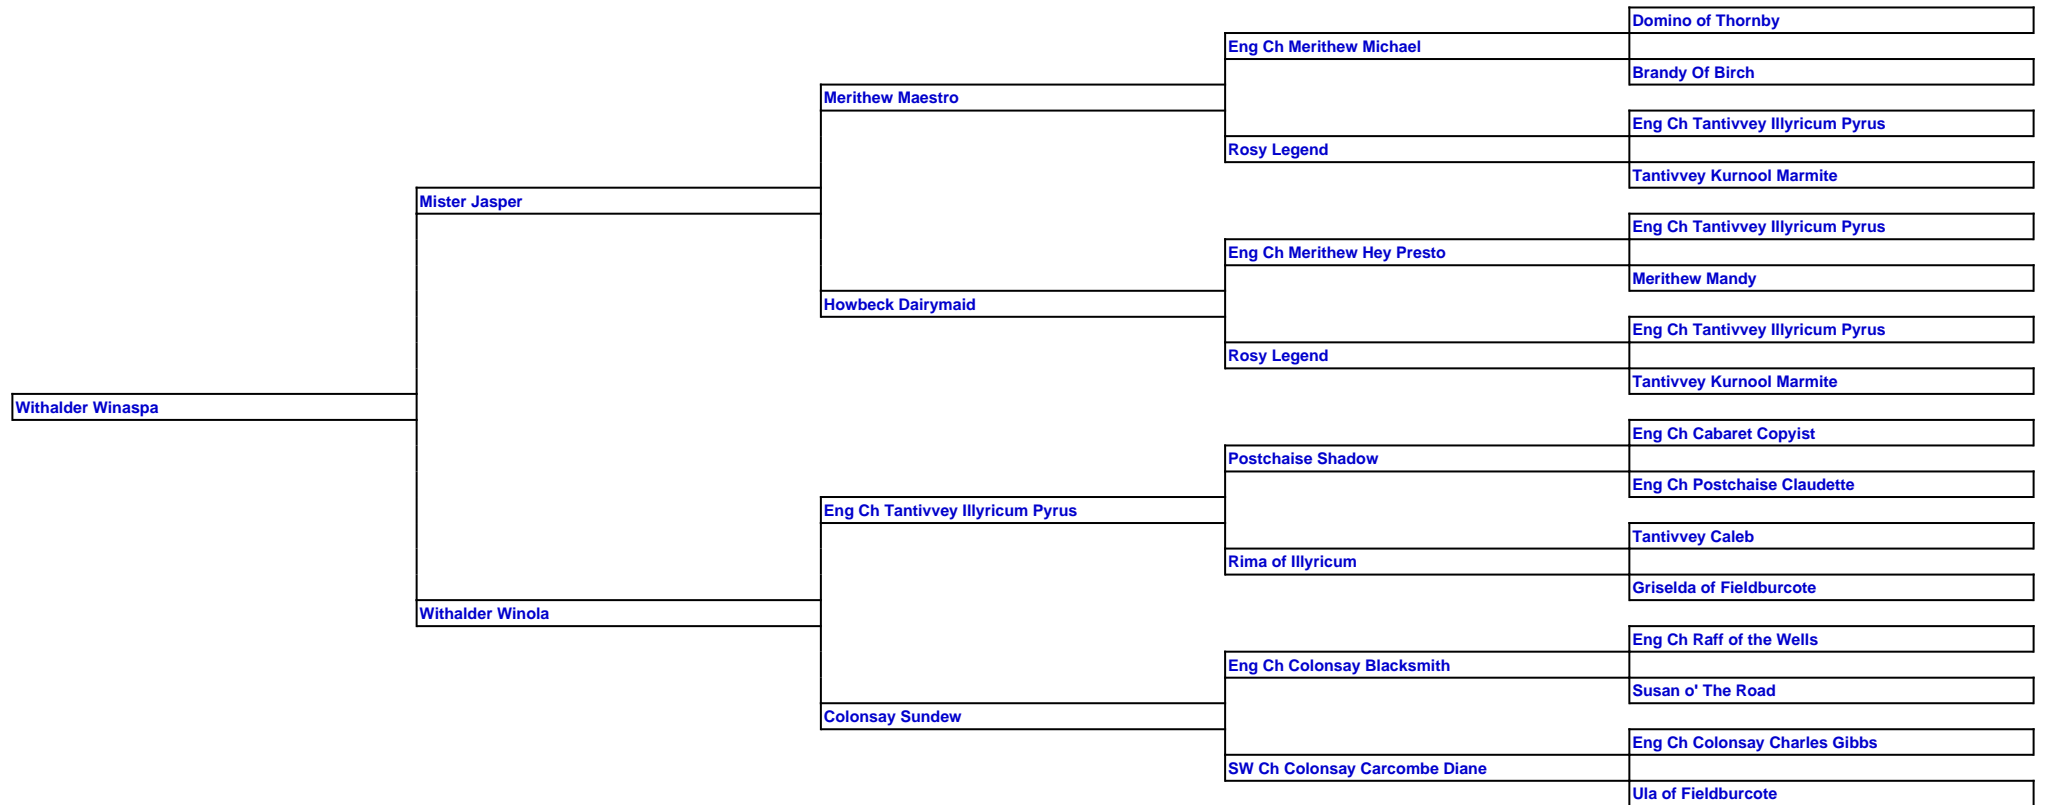 Domino of Thornby
Eng Ch Merithew Michael
Brandy Of Birch
Merithew Maestro
Eng Ch Tantivvey Illyricum Pyrus
Rosy Legend
Tantivvey Kurnool Marmite
Mister Jasper
Eng Ch Tantivvey Illyricum Pyrus
Eng Ch Merithew Hey Presto
Merithew Mandy
Howbeck Dairymaid
Eng Ch Tantivvey Illyricum Pyrus
Rosy Legend
Tantivvey Kurnool Marmite
Withalder Winaspa
Eng Ch Cabaret Copyist
Postchaise Shadow
Eng Ch Postchaise Claudette
Eng Ch Tantivvey Illyricum Pyrus
Tantivvey Caleb
Rima of Illyricum
Griselda of Fieldburcote
Withalder Winola
Eng Ch Raff of the Wells
Eng Ch Colonsay Blacksmith
Susan o' The Road
Colonsay Sundew
Eng Ch Colonsay Charles Gibbs
SW Ch Colonsay Carcombe Diane
Ula of Fieldburcote